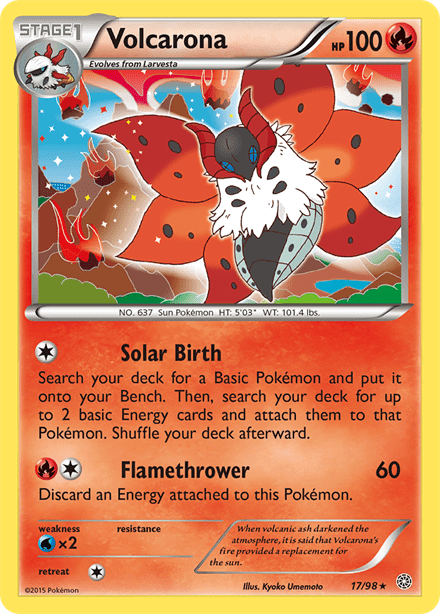 STAGE1 Volcarona HP100
Evolves from Larvesta
NO. 637 Sun Pokémon HT: 5'03" WT: 101.4 lbs.
Solar Birth
Search your deck for a Basic Pokémon and put it
onto your Bench. Then, search your deck for up
to 2 basic Energy cards and attach them to that
Pokémon. Shuffle your deck afterward.
Flamethrower 60
Discard an Energy attached to this Pokémon.
weakness resistance
×2
retreat
When volcanic ash darkened the
atmosphere, it is said that Volcarona's
fire provided a replacement for
the sun.
©2015 Pokémon Illus. Kyoko Umemoto 17/98 ★